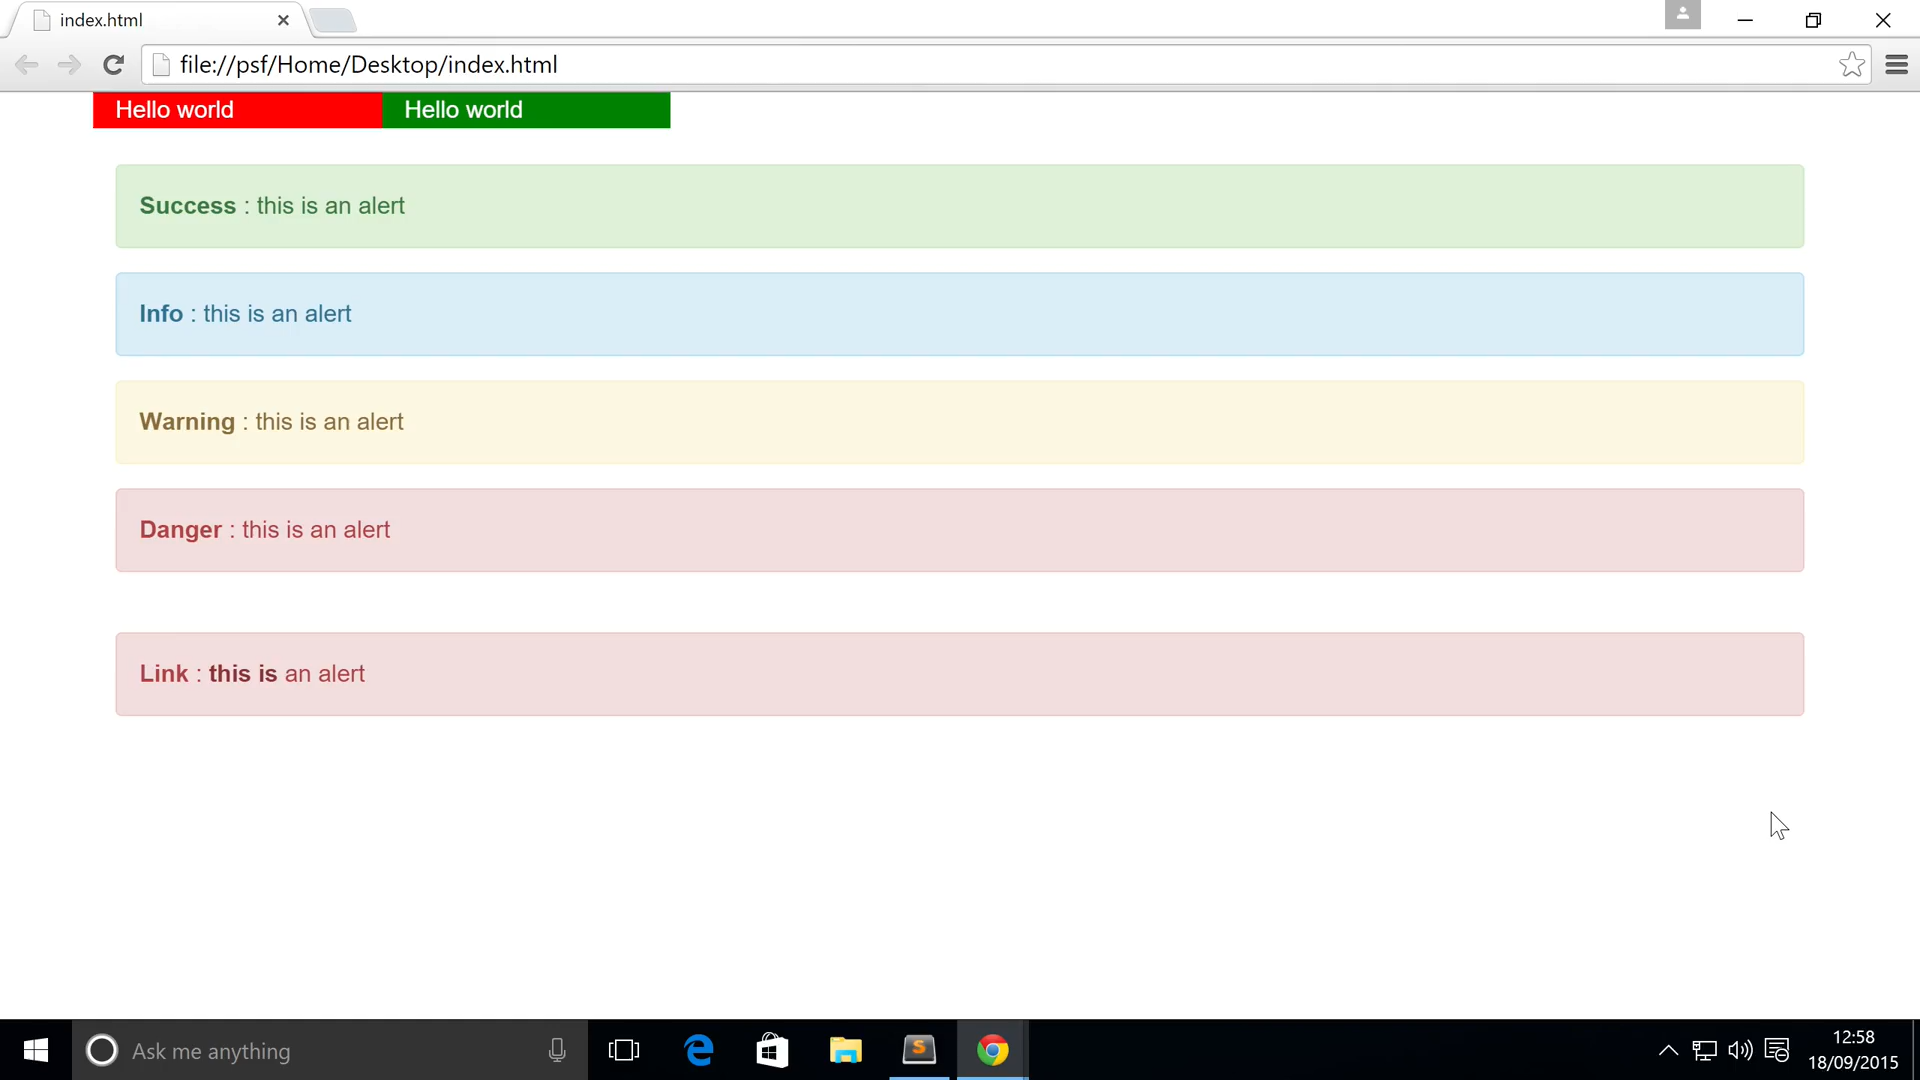 index.html
file://psf/Home/Desktop/index.html
Hello world Hello world
Success : this is an alert
Info : this is an alert
Warning : this is an alert
Danger : this is an alert
Link : this is an alert
Ask me anything
12:58
18/09/2015